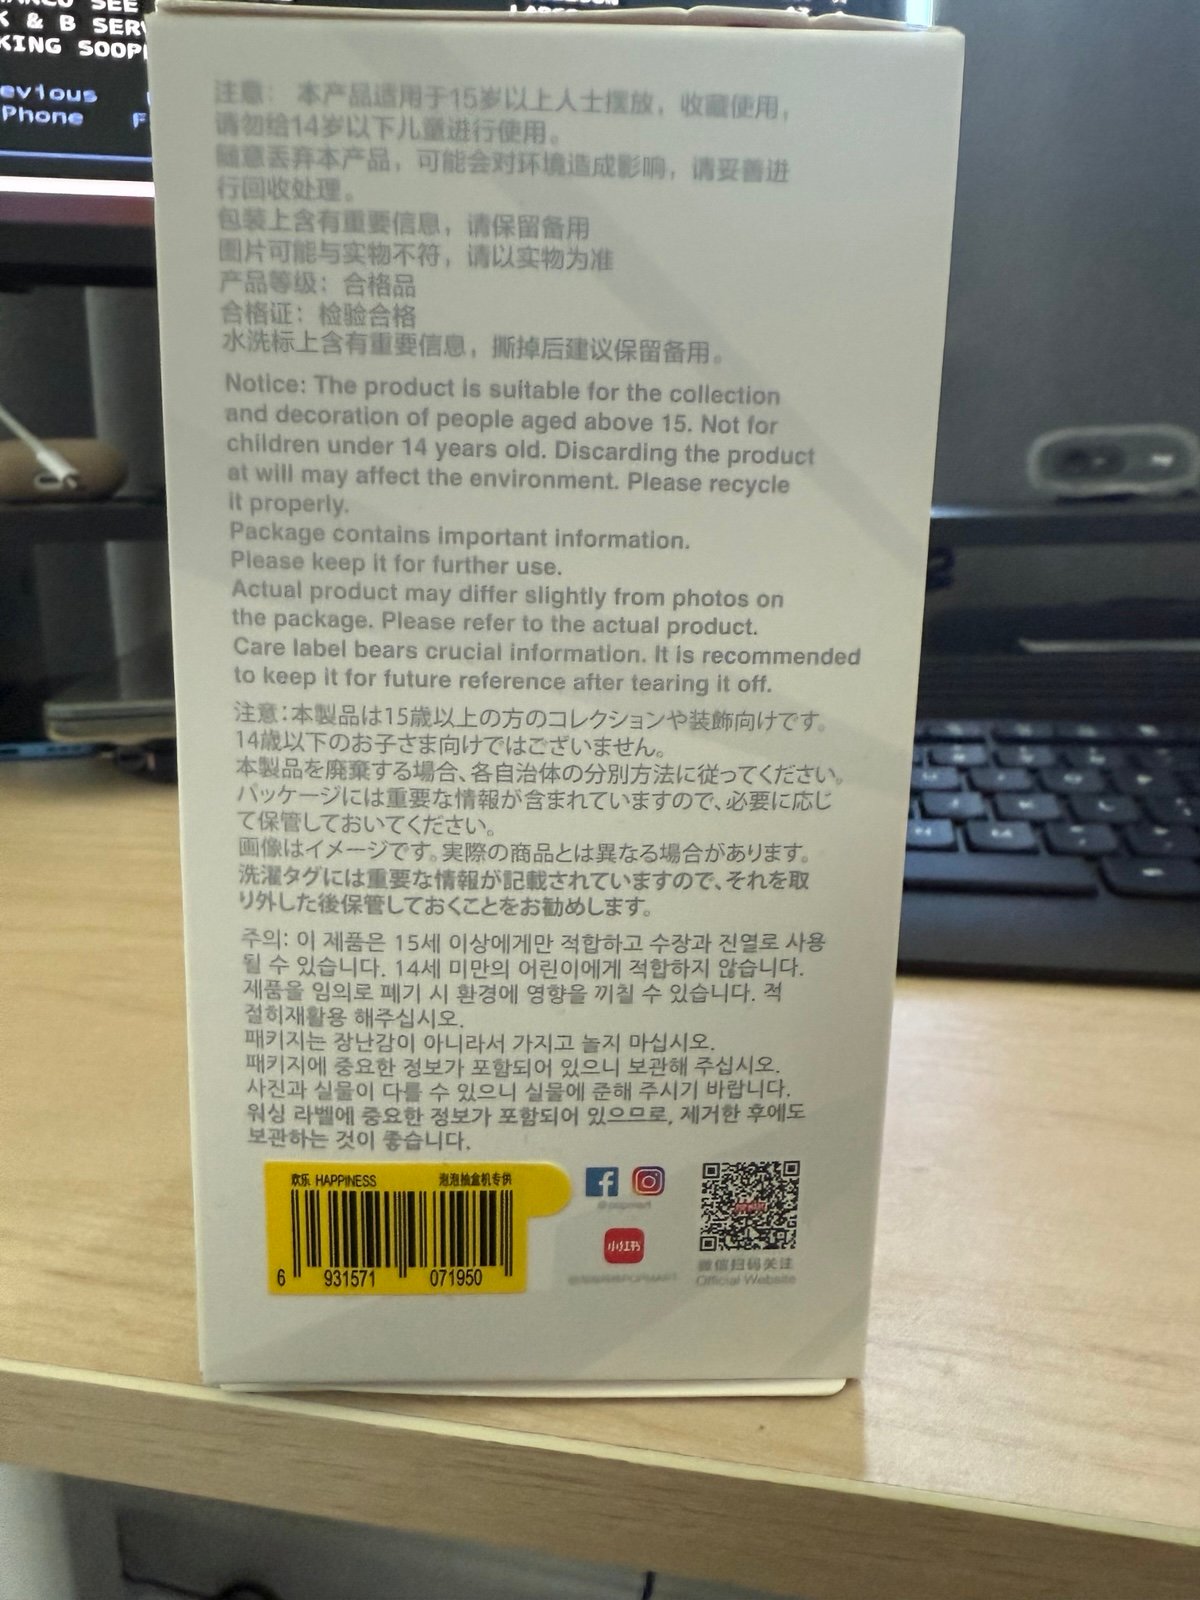 SEE
K & B SERV
KING SOOP
evious
Phone
注意：本产品适用于15岁以上人士摆放，收藏使用，
请勿给14岁以下儿童进行使用。
随意丢弃本产品，可能会对环境造成影响，请妥善进
行回收处理。
包装上含有重要信息，请保留备用
图片可能与实物不符，请以实物为准
产品等级：合格品
合格证：检验合格
水洗标上含有重要信息，撕掉后建议保留备用。
Notice: The product is suitable for the collection
and decoration of people aged above 15. Not for
children under 14 years old. Discarding the product
at will may affect the environment. Please recycle
it properly.
Package contains important information.
Please keep it for further use.
Actual product may differ slightly from photos on
the package. Please refer to the actual product.
Care label bears crucial information. It is recommended
to keep it for future reference after tearing it off.
注意：本製品は15歳以上の方のコレクションや装飾向けです。
14歳以下のお子さま向けではございません。
本製品を廃棄する場合、各自治体の分別方法に従ってください。
パッケージには重要な情報が含まれていますので、必要に応じ
て保管しておいてください。
画像はイメージです。実際の商品とは異なる場合があります。
洗濯タグには重要な情報が記載されていますので、それを取
り外した後保管しておくことをお勧めします。
주의: 이 제품은 15세 이상에게만 적합하고 수장과 진열로 사용
될 수 있습니다. 14세 미만의 어린이에게 적합하지 않습니다.
제품을 임의로 폐기 시 환경에 영향을 끼칠 수 있습니다. 적
절히재활용 해주십시오.
패키지는 장난감이 아니라서 가지고 놀지 마십시오.
패키지에 중요한 정보가 포함되어 있으니 보관해 주십시오.
사진과 실물이 다를 수 있으니 실물에 준해 주시기 바랍니다.
워싱 라벨에 중요한 정보가 포함되어 있으므로, 제거한 후에도
보관하는 것이 좋습니다.
欢乐 HAPPINESS 泡泡抽盒机专供
6 931571 071950
@popmart
小红书
微信扫码关注
Official Website